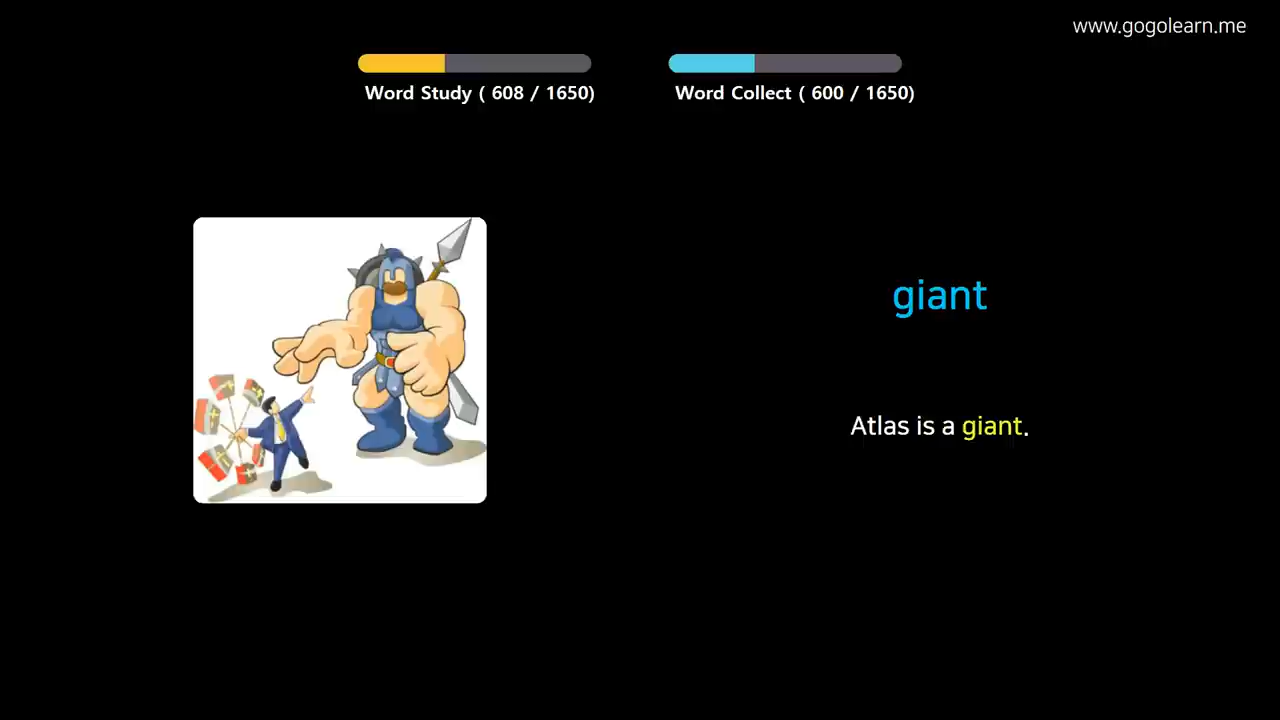 www.gogolearn.me
Word Study ( 608 / 1650)
Word Collect ( 600 / 1650)
giant
Atlas is a giant.